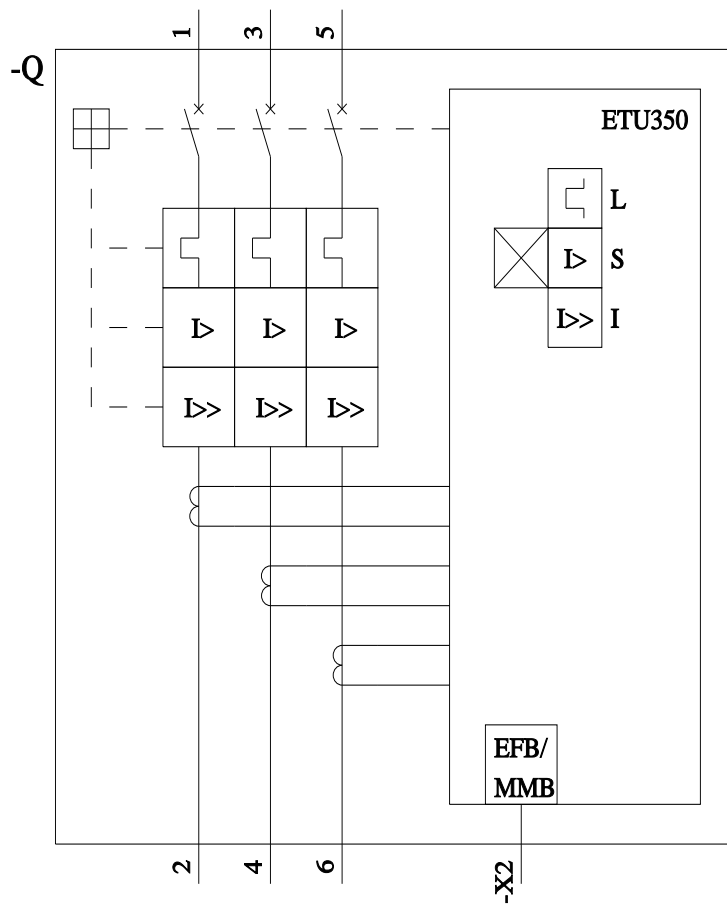 1 3 5
-Q
ETU350
L
I> S
I>> I
I> I> I>
I>> I>> I>>
EFB/
MMB
2 4 6 -X2